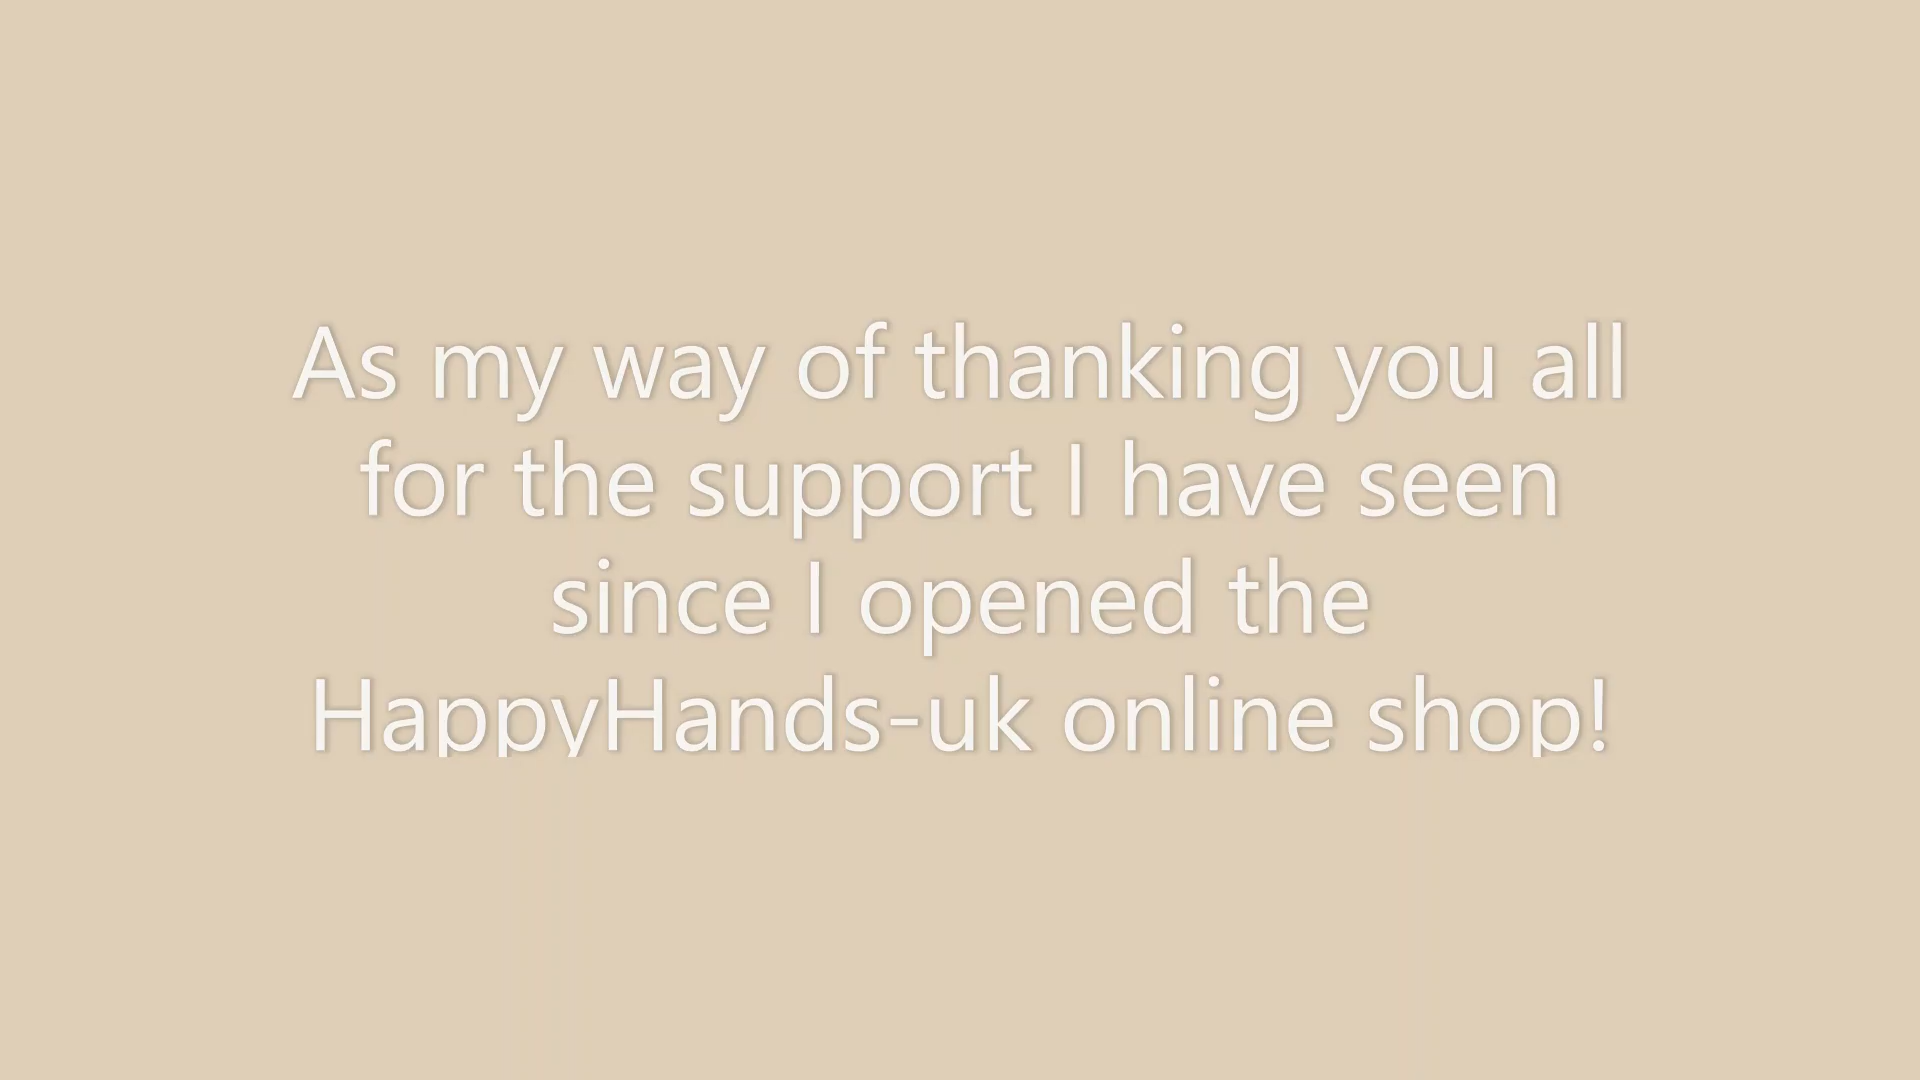 As my way of thanking you all
for the support I have seen
since I opened the
HappyHands-uk online shop!